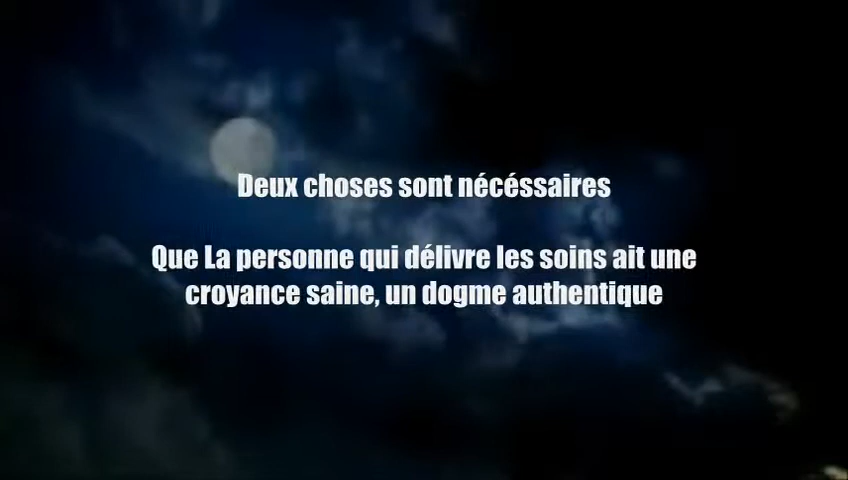 Deux choses sont nécéssaires
Que La personne qui délivre les soins ait une
croyance saine, un dogme authentique